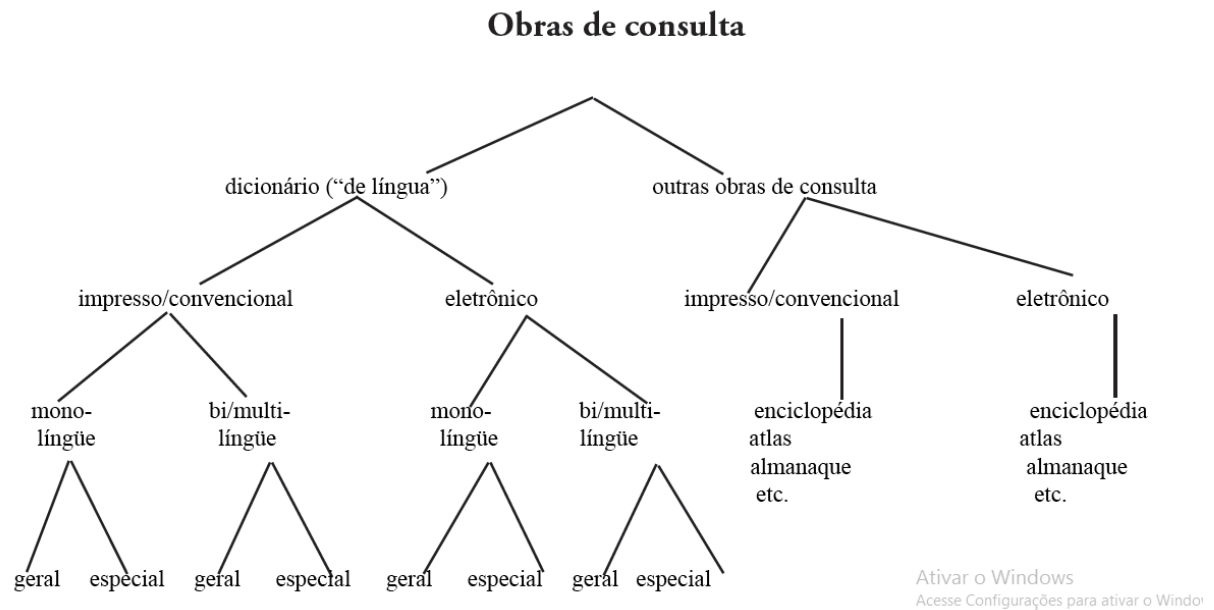 Obras de consulta
dicionário (“de língua”) outras obras de consulta
impresso/convencional eletrônico impresso/convencional eletrônico
mono- bi/multi- mono- bi/multi- enciclopédia enciclopédia
língüe língüe língüe língüe atlas atlas
almanaque almanaque
etc. etc.
geral especial geral especial geral especial geral especial
Ativar o Windows
Acesse Configurações para ativar o Window